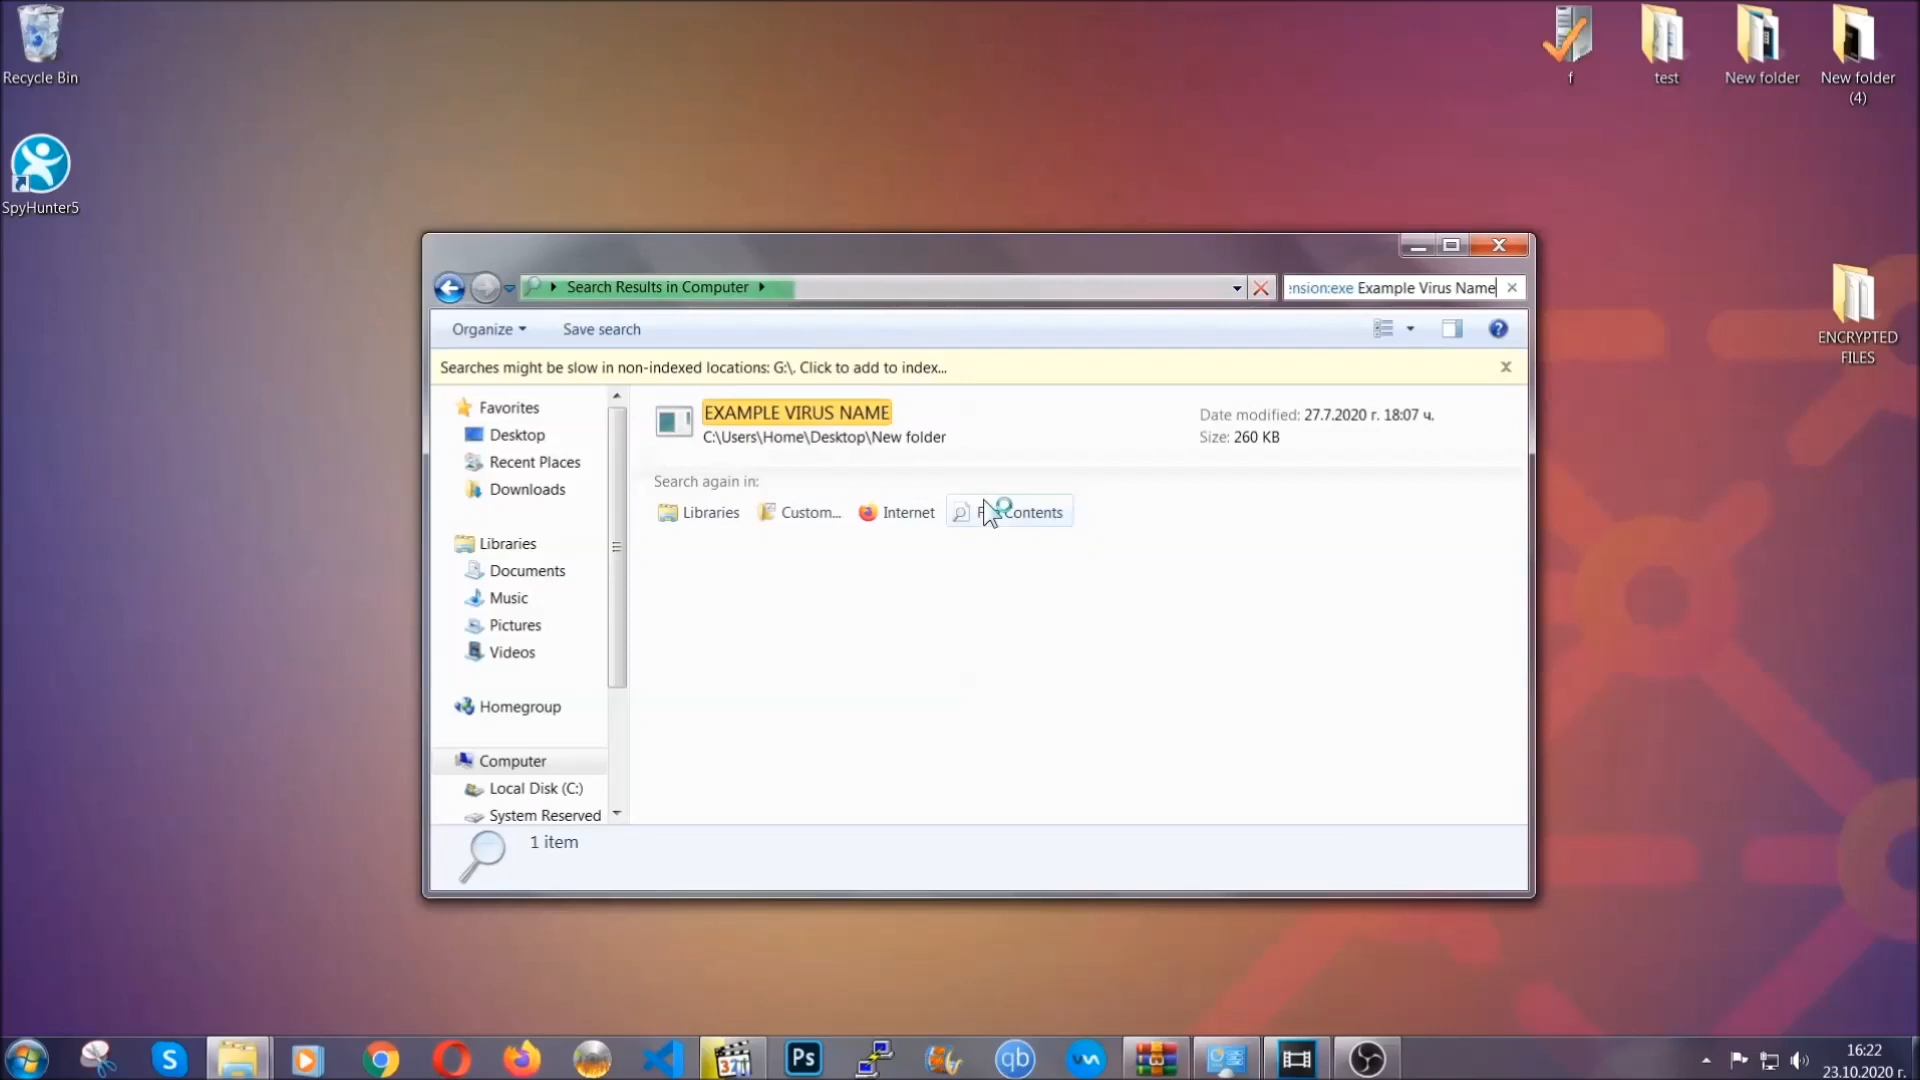 Recycle Bin
SpyHunter5
f
test
New folder
New folder
(4)
ENCRYPTED
FILES
Search Results in Computer
ension:exe Example Virus Name
Organize
Save search
Searches might be slow in non-indexed locations: G:\. Click to add to index...
Favorites
Desktop
Recent Places
Downloads
Libraries
Documents
Music
Pictures
Videos
Homegroup
Computer
Local Disk (C:)
System Reserved
EXAMPLE VIRUS NAME
C:\Users\Home\Desktop\New folder
Date modified: 27.7.2020 г. 18:07 ч.
Size: 260 KB
Search again in:
Libraries
Custom...
Internet
Contents
1 item
S
321
Ps
qb
16:22
23.10.2020 г.